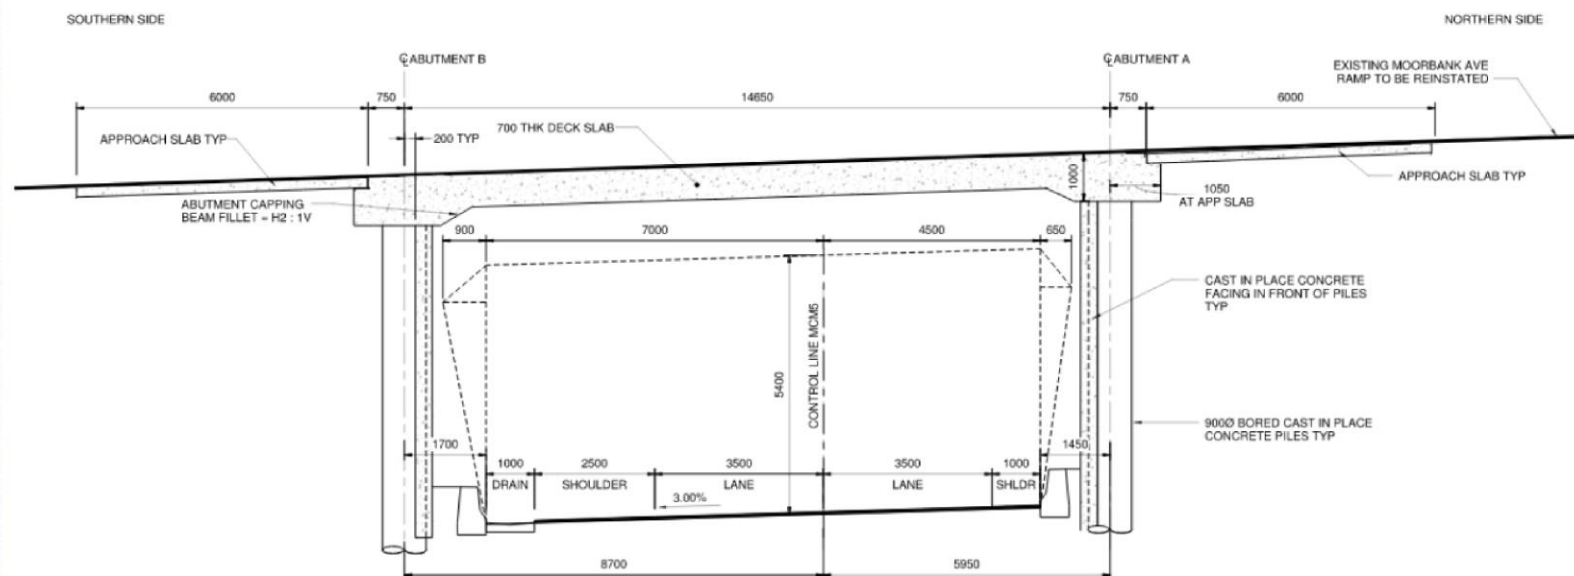 SOUTHERN SIDE
NORTHERN SIDE
℄ ABUTMENT B
℄ ABUTMENT A
EXISTING MOORBANK AVE
RAMP TO BE REINSTATED
6000
750
14650
750
6000
APPROACH SLAB TYP
200 TYP
700 THK DECK SLAB
1000
1050
AT APP SLAB
APPROACH SLAB TYP
ABUTMENT CAPPING
BEAM FILLET = H2 : 1V
900
7000
4500
650
CAST IN PLACE CONCRETE
FACING IN FRONT OF PILES
TYP
5400
CONTROL LINE MCM5
900Ø BORED CAST IN PLACE
CONCRETE PILES TYP
1700
1450
1000
2500
3500
3500
1000
DRAIN
SHOULDER
LANE
LANE
SHLDR
3.00%
8700
5950